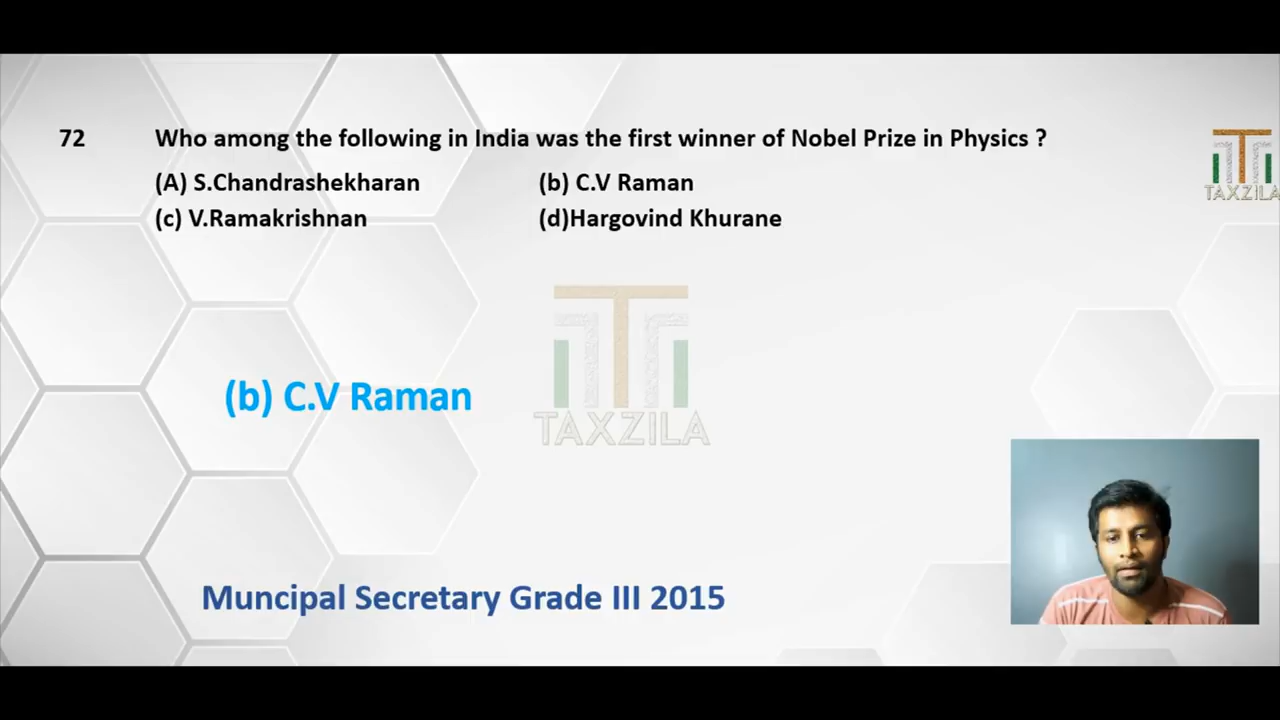 72 Who among the following in India was the first winner of Nobel Prize in Physics ?
(A) S.Chandrashekharan (b) C.V Raman
(c) V.Ramakrishnan (d)Hargovind Khurane
TAXZILA
(b) C.V Raman
TAXZILA
Muncipal Secretary Grade III 2015